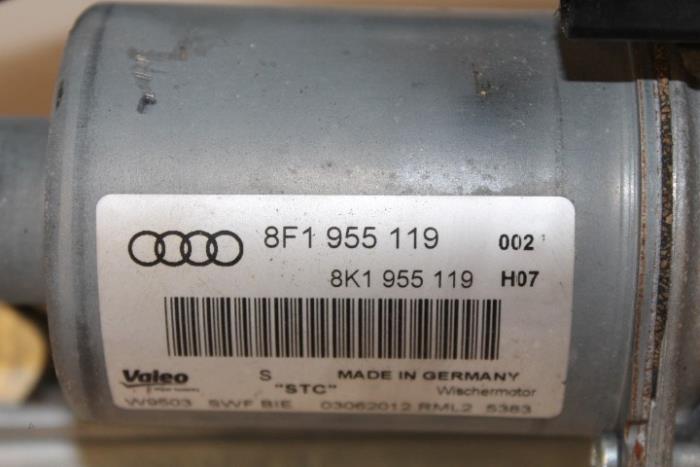 8F1 955 119 002
8K1 955 119 H07
Valeo S MADE IN GERMANY
"STC" Wischermotor
W9503 SWF BIE 03062012 RML2 5383